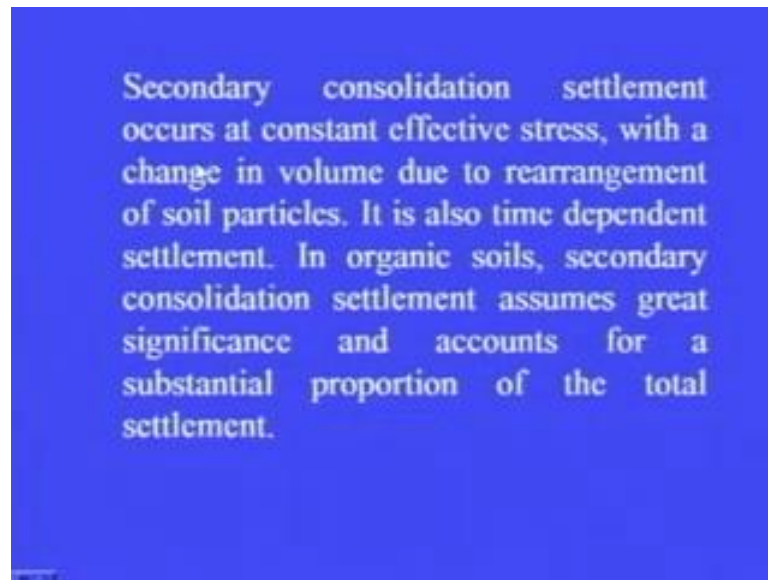 Secondary consolidation settlement
occurs at constant effective stress, with a
change in volume due to rearrangement
of soil particles. It is also time dependent
settlement. In organic soils, secondary
consolidation settlement assumes great
significance and accounts for a
substantial proportion of the total
settlement.